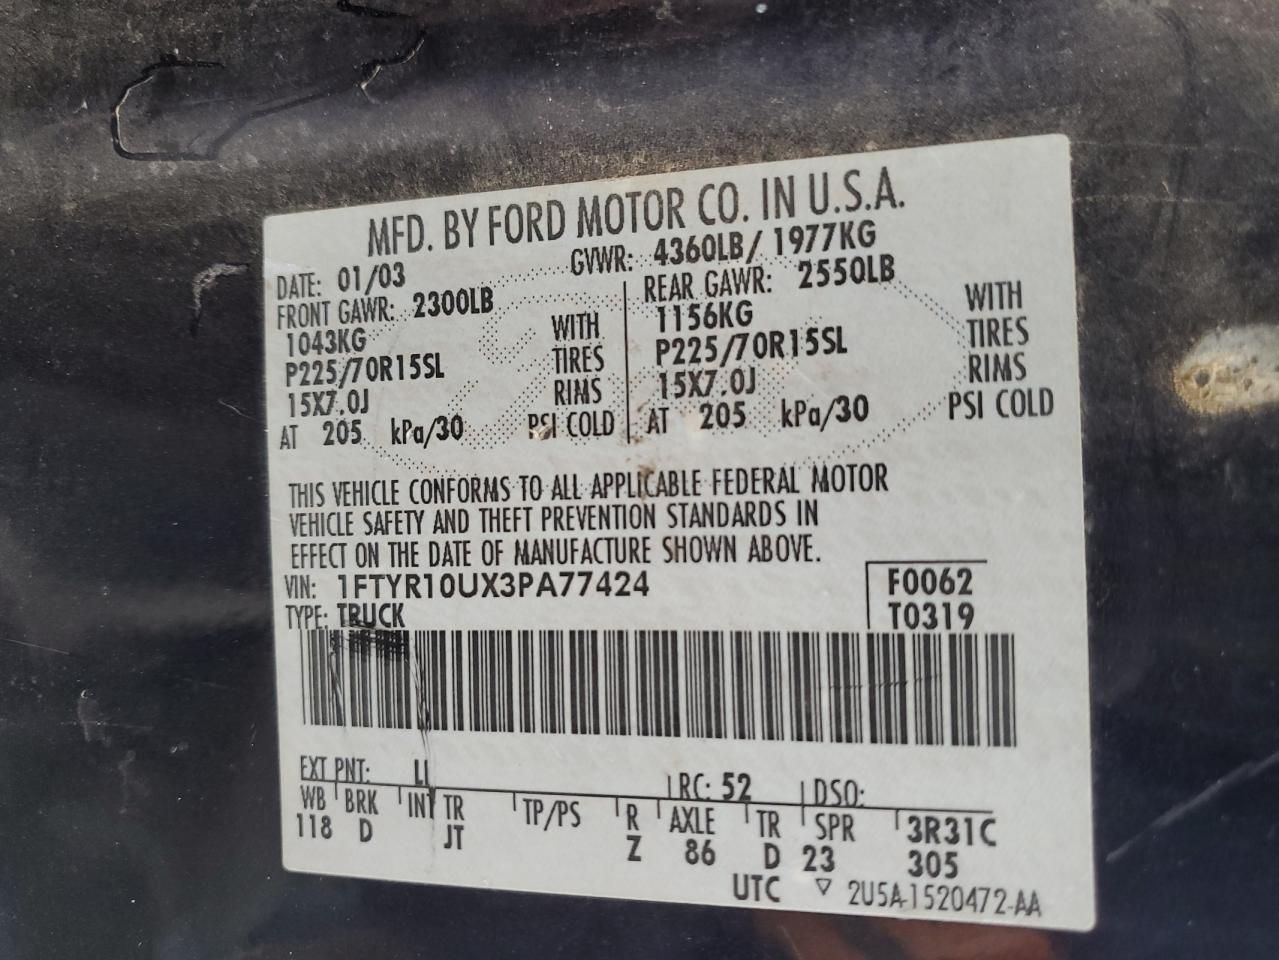 MFD. BY FORD MOTOR CO. IN U.S.A.
DATE: 01/03 GVWR: 4360LB/ 1977KG
FRONT GAWR: 2300LB REAR GAWR: 2550LB
1043KG WITH 1156KG WITH
P225/70R15SL TIRES P225/70R15SL TIRES
15X7.0J RIMS 15X7.0J RIMS
AT 205 kPa/30 PSI COLD AT 205 kPa/30 PSI COLD
THIS VEHICLE CONFORMS TO ALL APPLICABLE FEDERAL MOTOR
VEHICLE SAFETY AND THEFT PREVENTION STANDARDS IN
EFFECT ON THE DATE OF MANUFACTURE SHOWN ABOVE.
VIN: 1FTYR10UX3PA77424 F0062
TYPE: TRUCK T0319
EXT PNT: LL RC: 52 DSO:
WB BRK INT TR TP/PS R AXLE TR SPR 3R31C
118 D JT Z 86 D 23 305
UTC ▽ 2U5A-1520472-AA